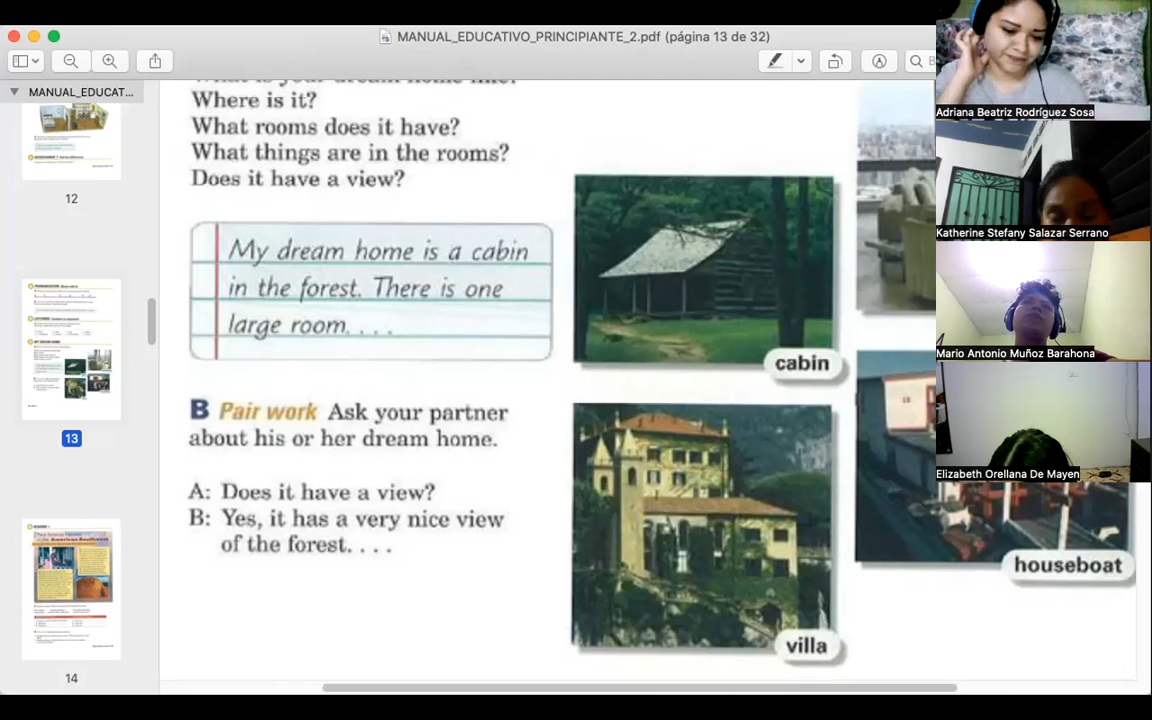 MANUAL_EDUCATIVO_PRINCIPIANTE_2.pdf (página 13 de 32)
MANUAL_EDUCAT...
12
13
14
Where is it?
What rooms does it have?
What things are in the rooms?
Does it have a view?
My dream home is a cabin
in the forest. There is one
large room. . . .
B Pair work Ask your partner
about his or her dream home.
A: Does it have a view?
B: Yes, it has a very nice view
of the forest. . . .
cabin
villa
houseboat
Adriana Beatriz Rodríguez Sosa
Katherine Stefany Salazar Serrano
Mario Antonio Muñoz Barahona
Elizabeth Orellana De Mayen